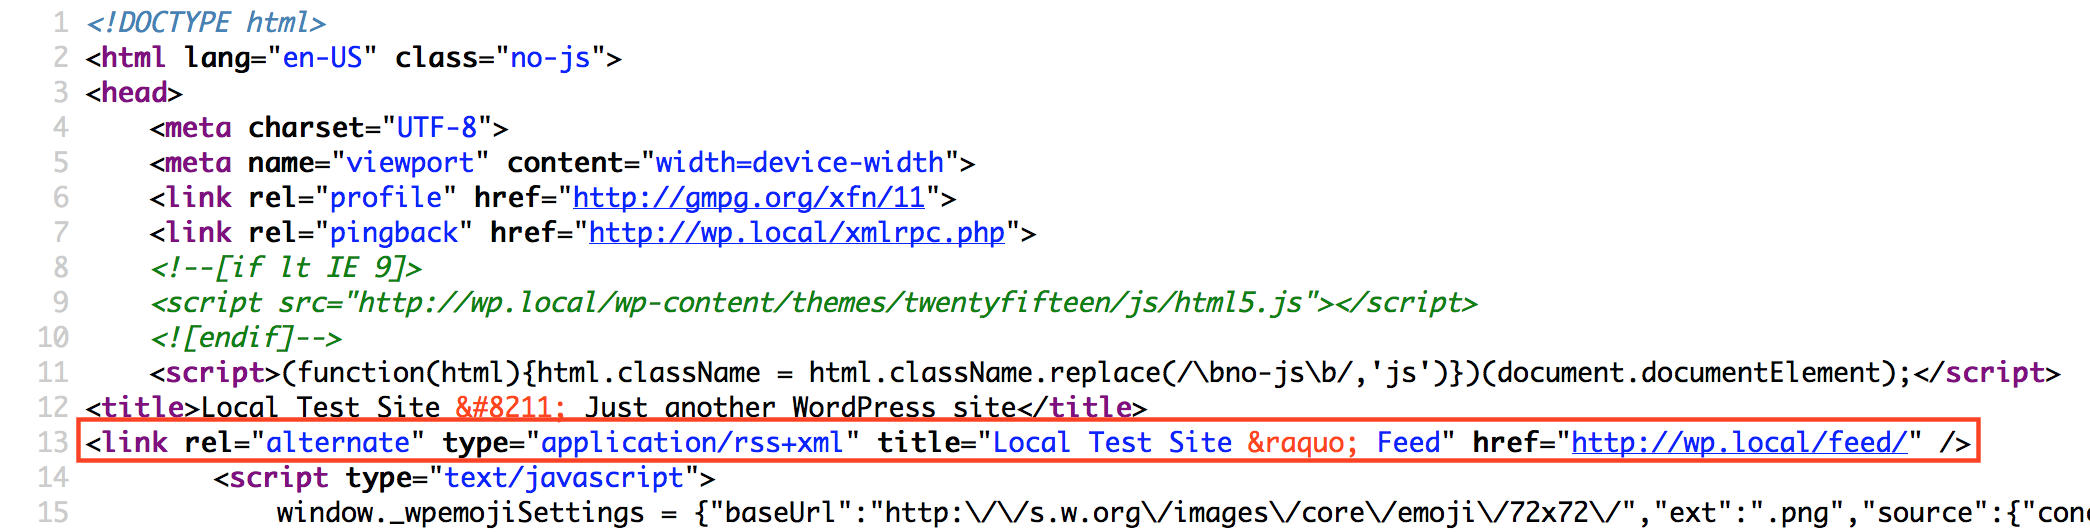 1 <!DOCTYPE html>
2 <html lang="en-US" class="no-js">
3 <head>
4 <meta charset="UTF-8">
5 <meta name="viewport" content="width=device-width">
6 <link rel="profile" href="http://gmpg.org/xfn/11">
7 <link rel="pingback" href="http://wp.local/xmlrpc.php">
8 <!--[if lt IE 9]>
9 <script src="http://wp.local/wp-content/themes/twentyfifteen/js/html5.js"></script>
10 <![endif]-->
11 <script>(function(html){html.className = html.className.replace(/\bno-js\b/,'js')})(document.documentElement);</script>
12 <title>Local Test Site &#8211; Just another WordPress site</title>
13 <link rel="alternate" type="application/rss+xml" title="Local Test Site &raquo; Feed" href="http://wp.local/feed/" />
14 <script type="text/javascript">
15 window._wpemojiSettings = {"baseUrl":"http:\/\/s.w.org\/images\/core\/emoji\/72x72\/","ext":".png","source":{"conc